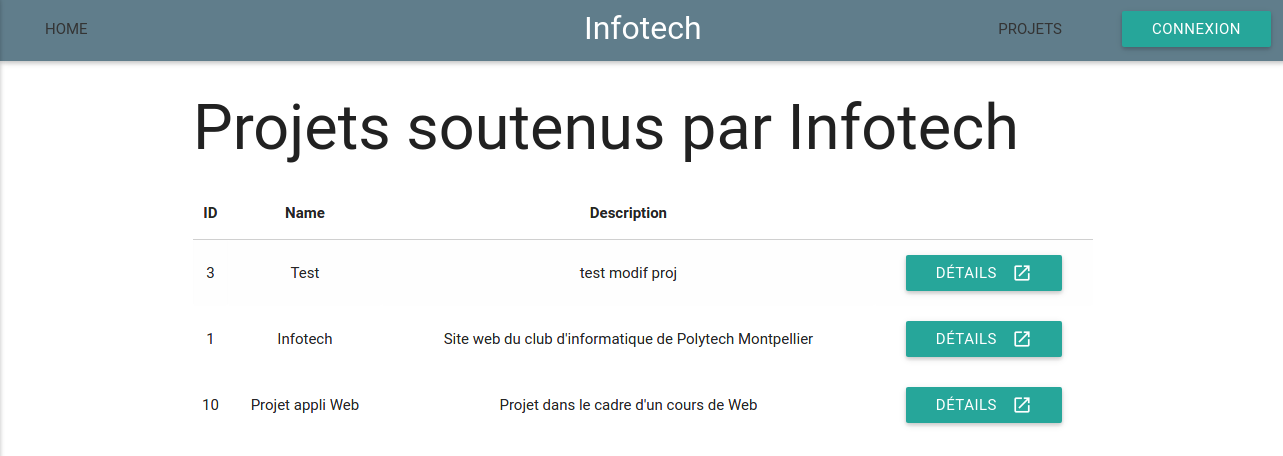 HOME Infotech PROJETS CONNEXION
Projets soutenus par Infotech
ID Name Description
3 Test test modif proj DÉTAILS
1 Infotech Site web du club d'informatique de Polytech Montpellier DÉTAILS
10 Projet appli Web Projet dans le cadre d'un cours de Web DÉTAILS